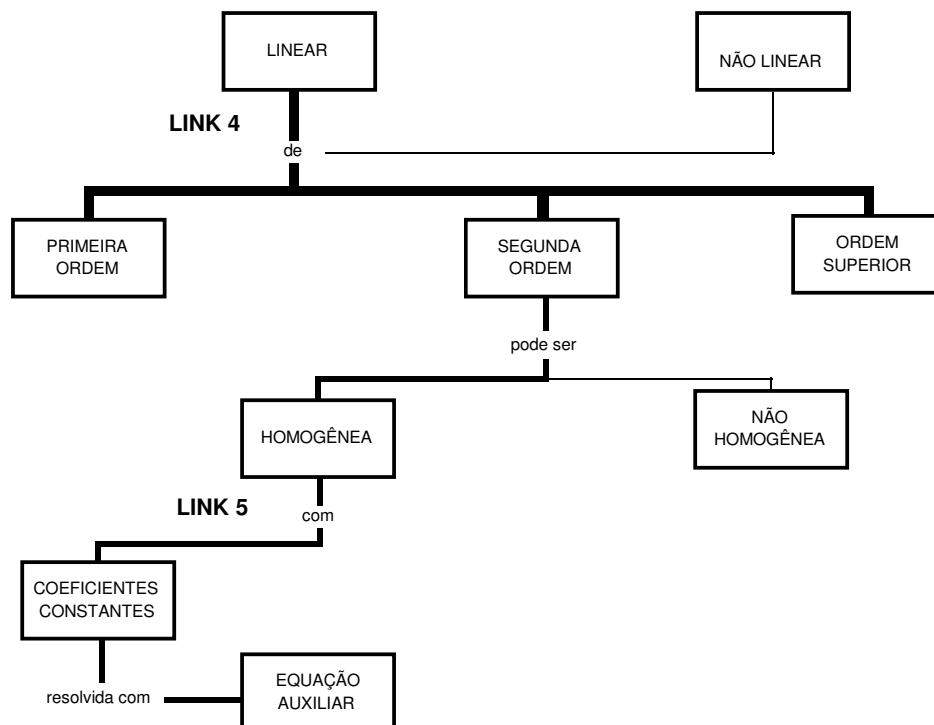 LINEAR
NÃO LINEAR
LINK 4
de
PRIMEIRA
ORDEM
SEGUNDA
ORDEM
ORDEM
SUPERIOR
pode ser
HOMOGÊNEA
NÃO
HOMOGÊNEA
LINK 5
com
COEFICIENTES
CONSTANTES
resolvida com
EQUAÇÃO
AUXILIAR